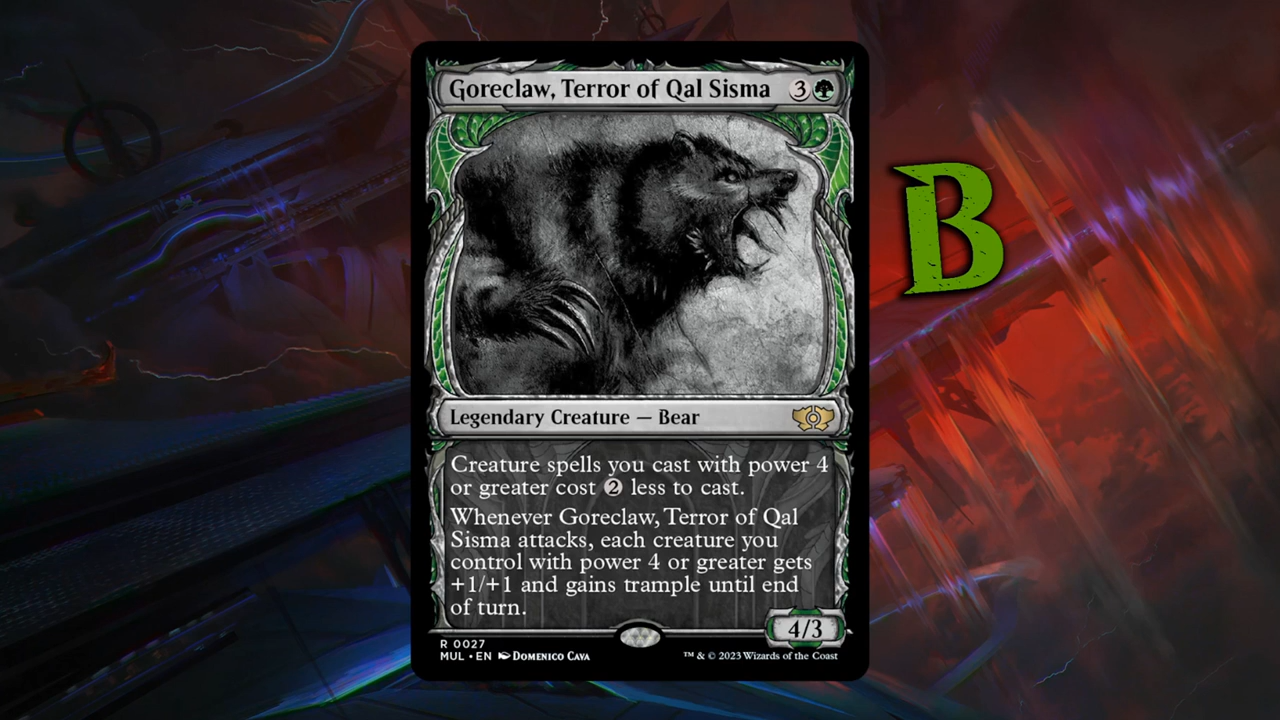 Goreclaw, Terror of Qal Sisma 3
B
Legendary Creature — Bear
Creature spells you cast with power 4
or greater cost 2 less to cast.
Whenever Goreclaw, Terror of Qal
Sisma attacks, each creature you
control with power 4 or greater gets
+1/+1 and gains trample until end
of turn.
4/3
R 0027
MUL • EN Domenico Cava
™ & © 2023 Wizards of the Coast